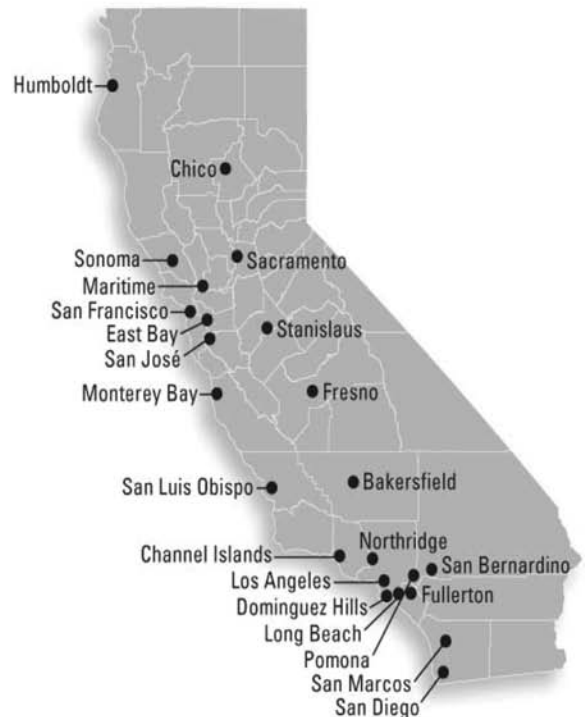 Humboldt
Chico
Sonoma
Sacramento
Maritime
San Francisco
East Bay
Stanislaus
San José
Monterey Bay
Fresno
San Luis Obispo
Bakersfield
Channel Islands
Northridge
San Bernardino
Los Angeles
Dominguez Hills
Fullerton
Long Beach
Pomona
San Marcos
San Diego